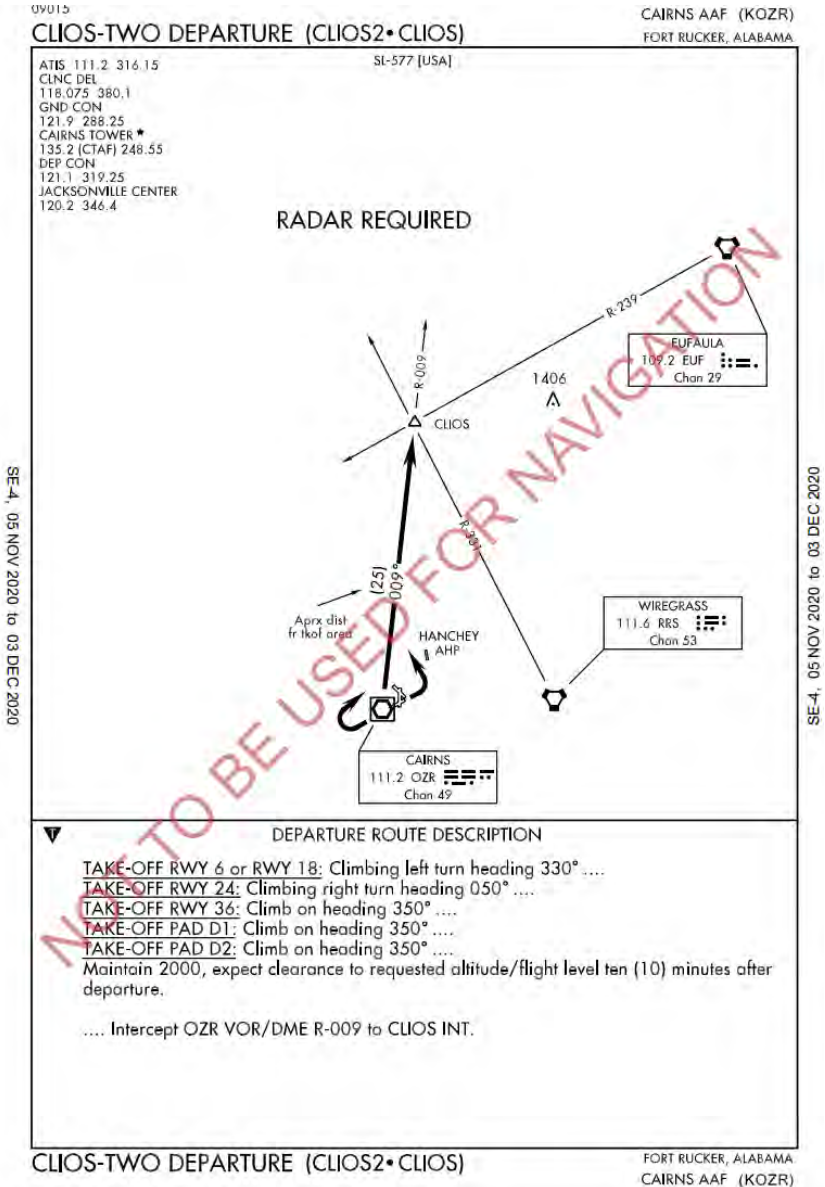 09015
CLIOS-TWO DEPARTURE (CLIOS2•CLIOS)
CAIRNS AAF (KOZR)
FORT RUCKER, ALABAMA
SL-577 [USA]
ATIS 111.2 316.15
CLNC DEL
118.075 380.1
GND CON
121.9 288.25
CAIRNS TOWER ★
135.2 (CTAF) 248.55
DEP CON
121.1 319.25
JACKSONVILLE CENTER
120.2 346.4
RADAR REQUIRED
R-239
EUFAULA
109.2 EUF
Chan 29
R-009
1406
CLIOS
R-331
(25)
009°
Aprx dist
fr tkof area
HANCHEY
AHP
WIREGRASS
111.6 RRS
Chan 53
CAIRNS
111.2 OZR
Chan 49
NOT TO BE USED FOR NAVIGATION
SE-4, 05 NOV 2020 to 03 DEC 2020
SE-4, 05 NOV 2020 to 03 DEC 2020
T
DEPARTURE ROUTE DESCRIPTION
TAKE-OFF RWY 6 or RWY 18: Climbing left turn heading 330° ....
TAKE-OFF RWY 24: Climbing right turn heading 050° ....
TAKE-OFF RWY 36: Climb on heading 350° ....
TAKE-OFF PAD D1: Climb on heading 350° ....
TAKE-OFF PAD D2: Climb on heading 350° ....
Maintain 2000, expect clearance to requested altitude/flight level ten (10) minutes after
departure.
.... Intercept OZR VOR/DME R-009 to CLIOS INT.
CLIOS-TWO DEPARTURE (CLIOS2•CLIOS)
FORT RUCKER, ALABAMA
CAIRNS AAF (KOZR)